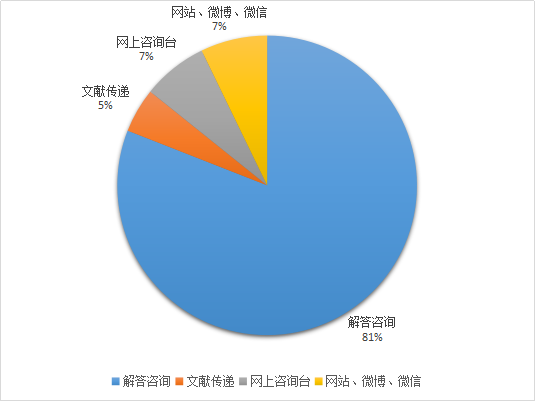 网站、微博、微信
7%
网上咨询台
7%
文献传递
5%
解答咨询
81%
解答咨询 文献传递 网上咨询台 网站、微博、微信